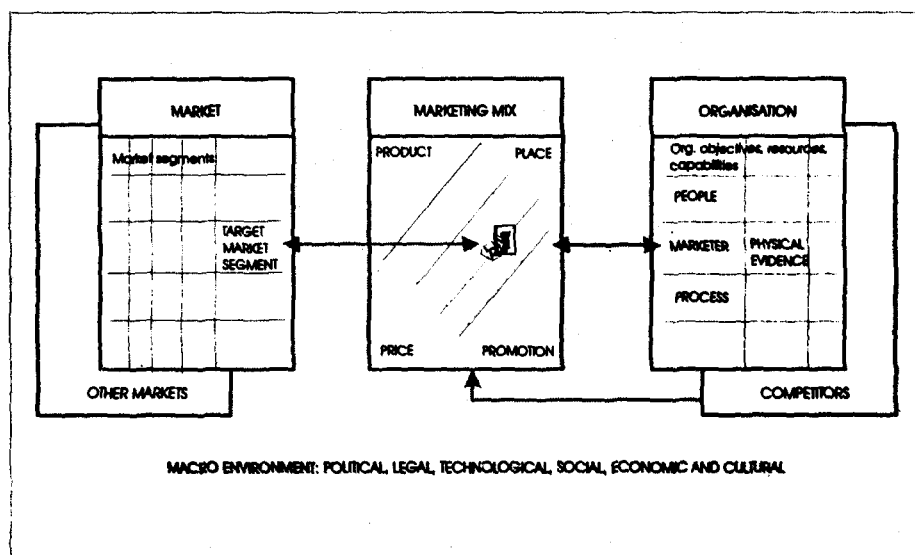 MARKET
MARKETING MIX
ORGANISATION
Market segments
PRODUCT
PLACE
Org. objectives, resources,
capabilities
PEOPLE
TARGET
MARKET
SEGMENT
MARKETER
PHYSICAL
EVIDENCE
PROCESS
PRICE
PROMOTION
OTHER MARKETS
COMPETITORS
MACRO ENVIRONMENT: POLITICAL, LEGAL, TECHNOLOGICAL, SOCIAL, ECONOMIC AND CULTURAL